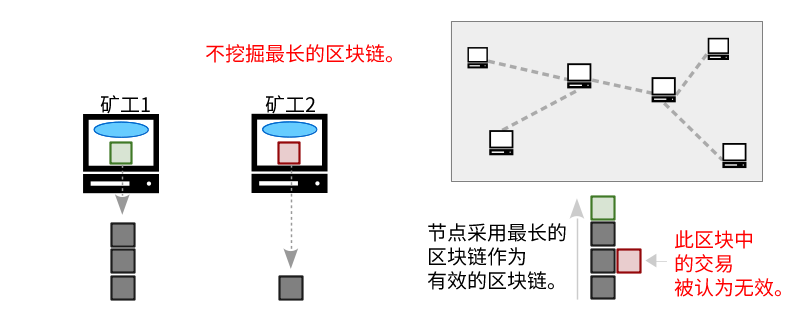 不挖掘最长的区块链。
矿工1
矿工2
节点采用最长的
区块链作为
有效的区块链。
此区块中
的交易
被认为无效。